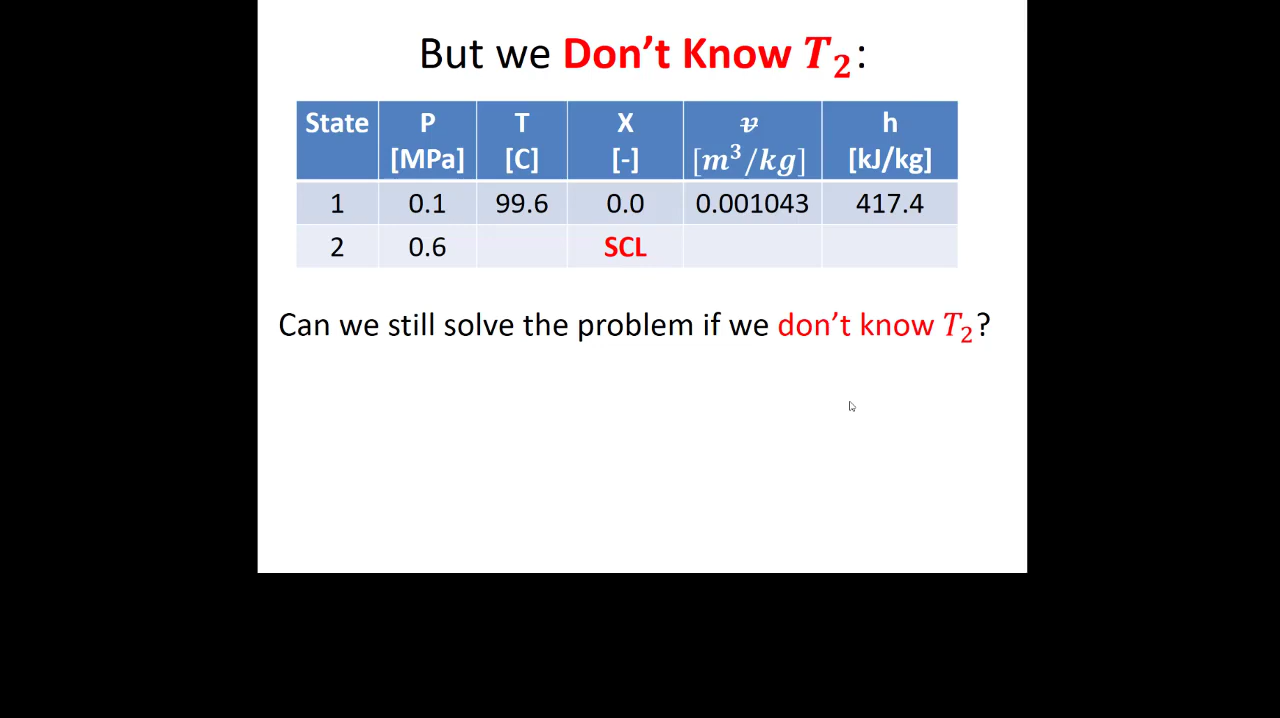 But we Don't Know T₂:
State P T X v h
[MPa] [C] [-] [m³/kg] [kJ/kg]
1 0.1 99.6 0.0 0.001043 417.4
2 0.6 SCL
Can we still solve the problem if we don't know T₂?